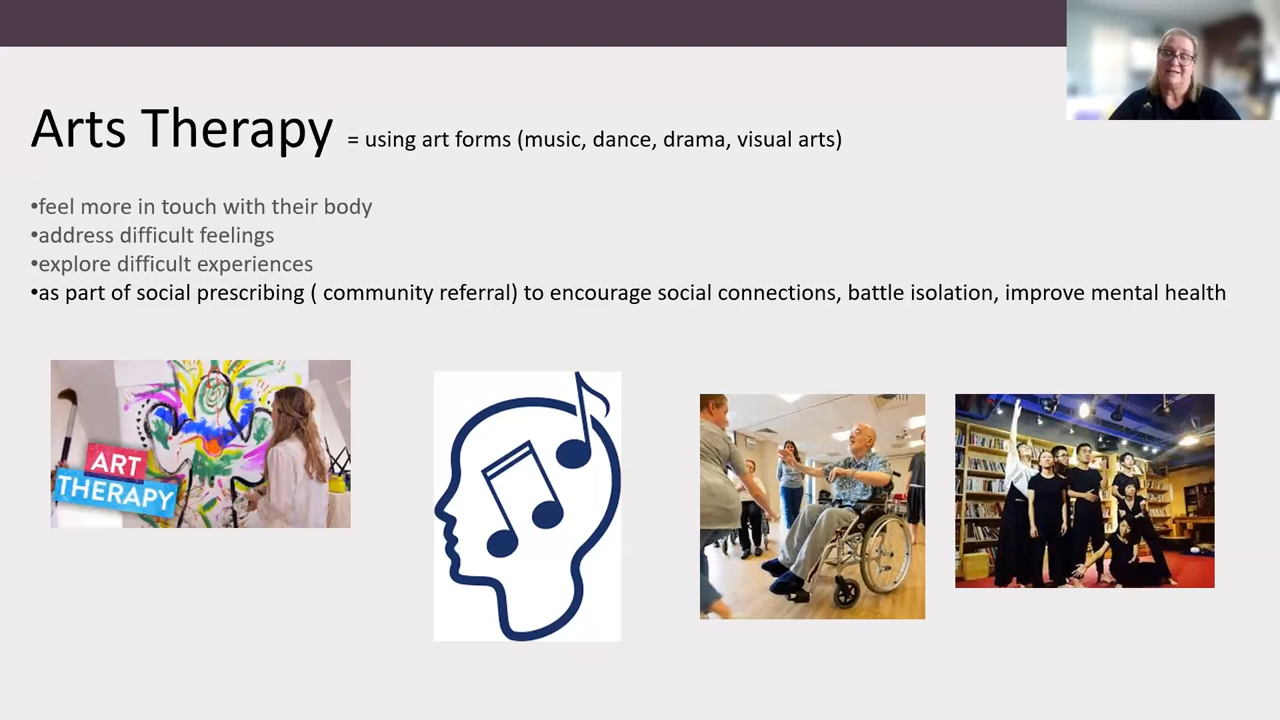 Arts Therapy = using art forms (music, dance, drama, visual arts)
•feel more in touch with their body
•address difficult feelings
•explore difficult experiences
•as part of social prescribing ( community referral) to encourage social connections, battle isolation, improve mental health
ART
THERAPY